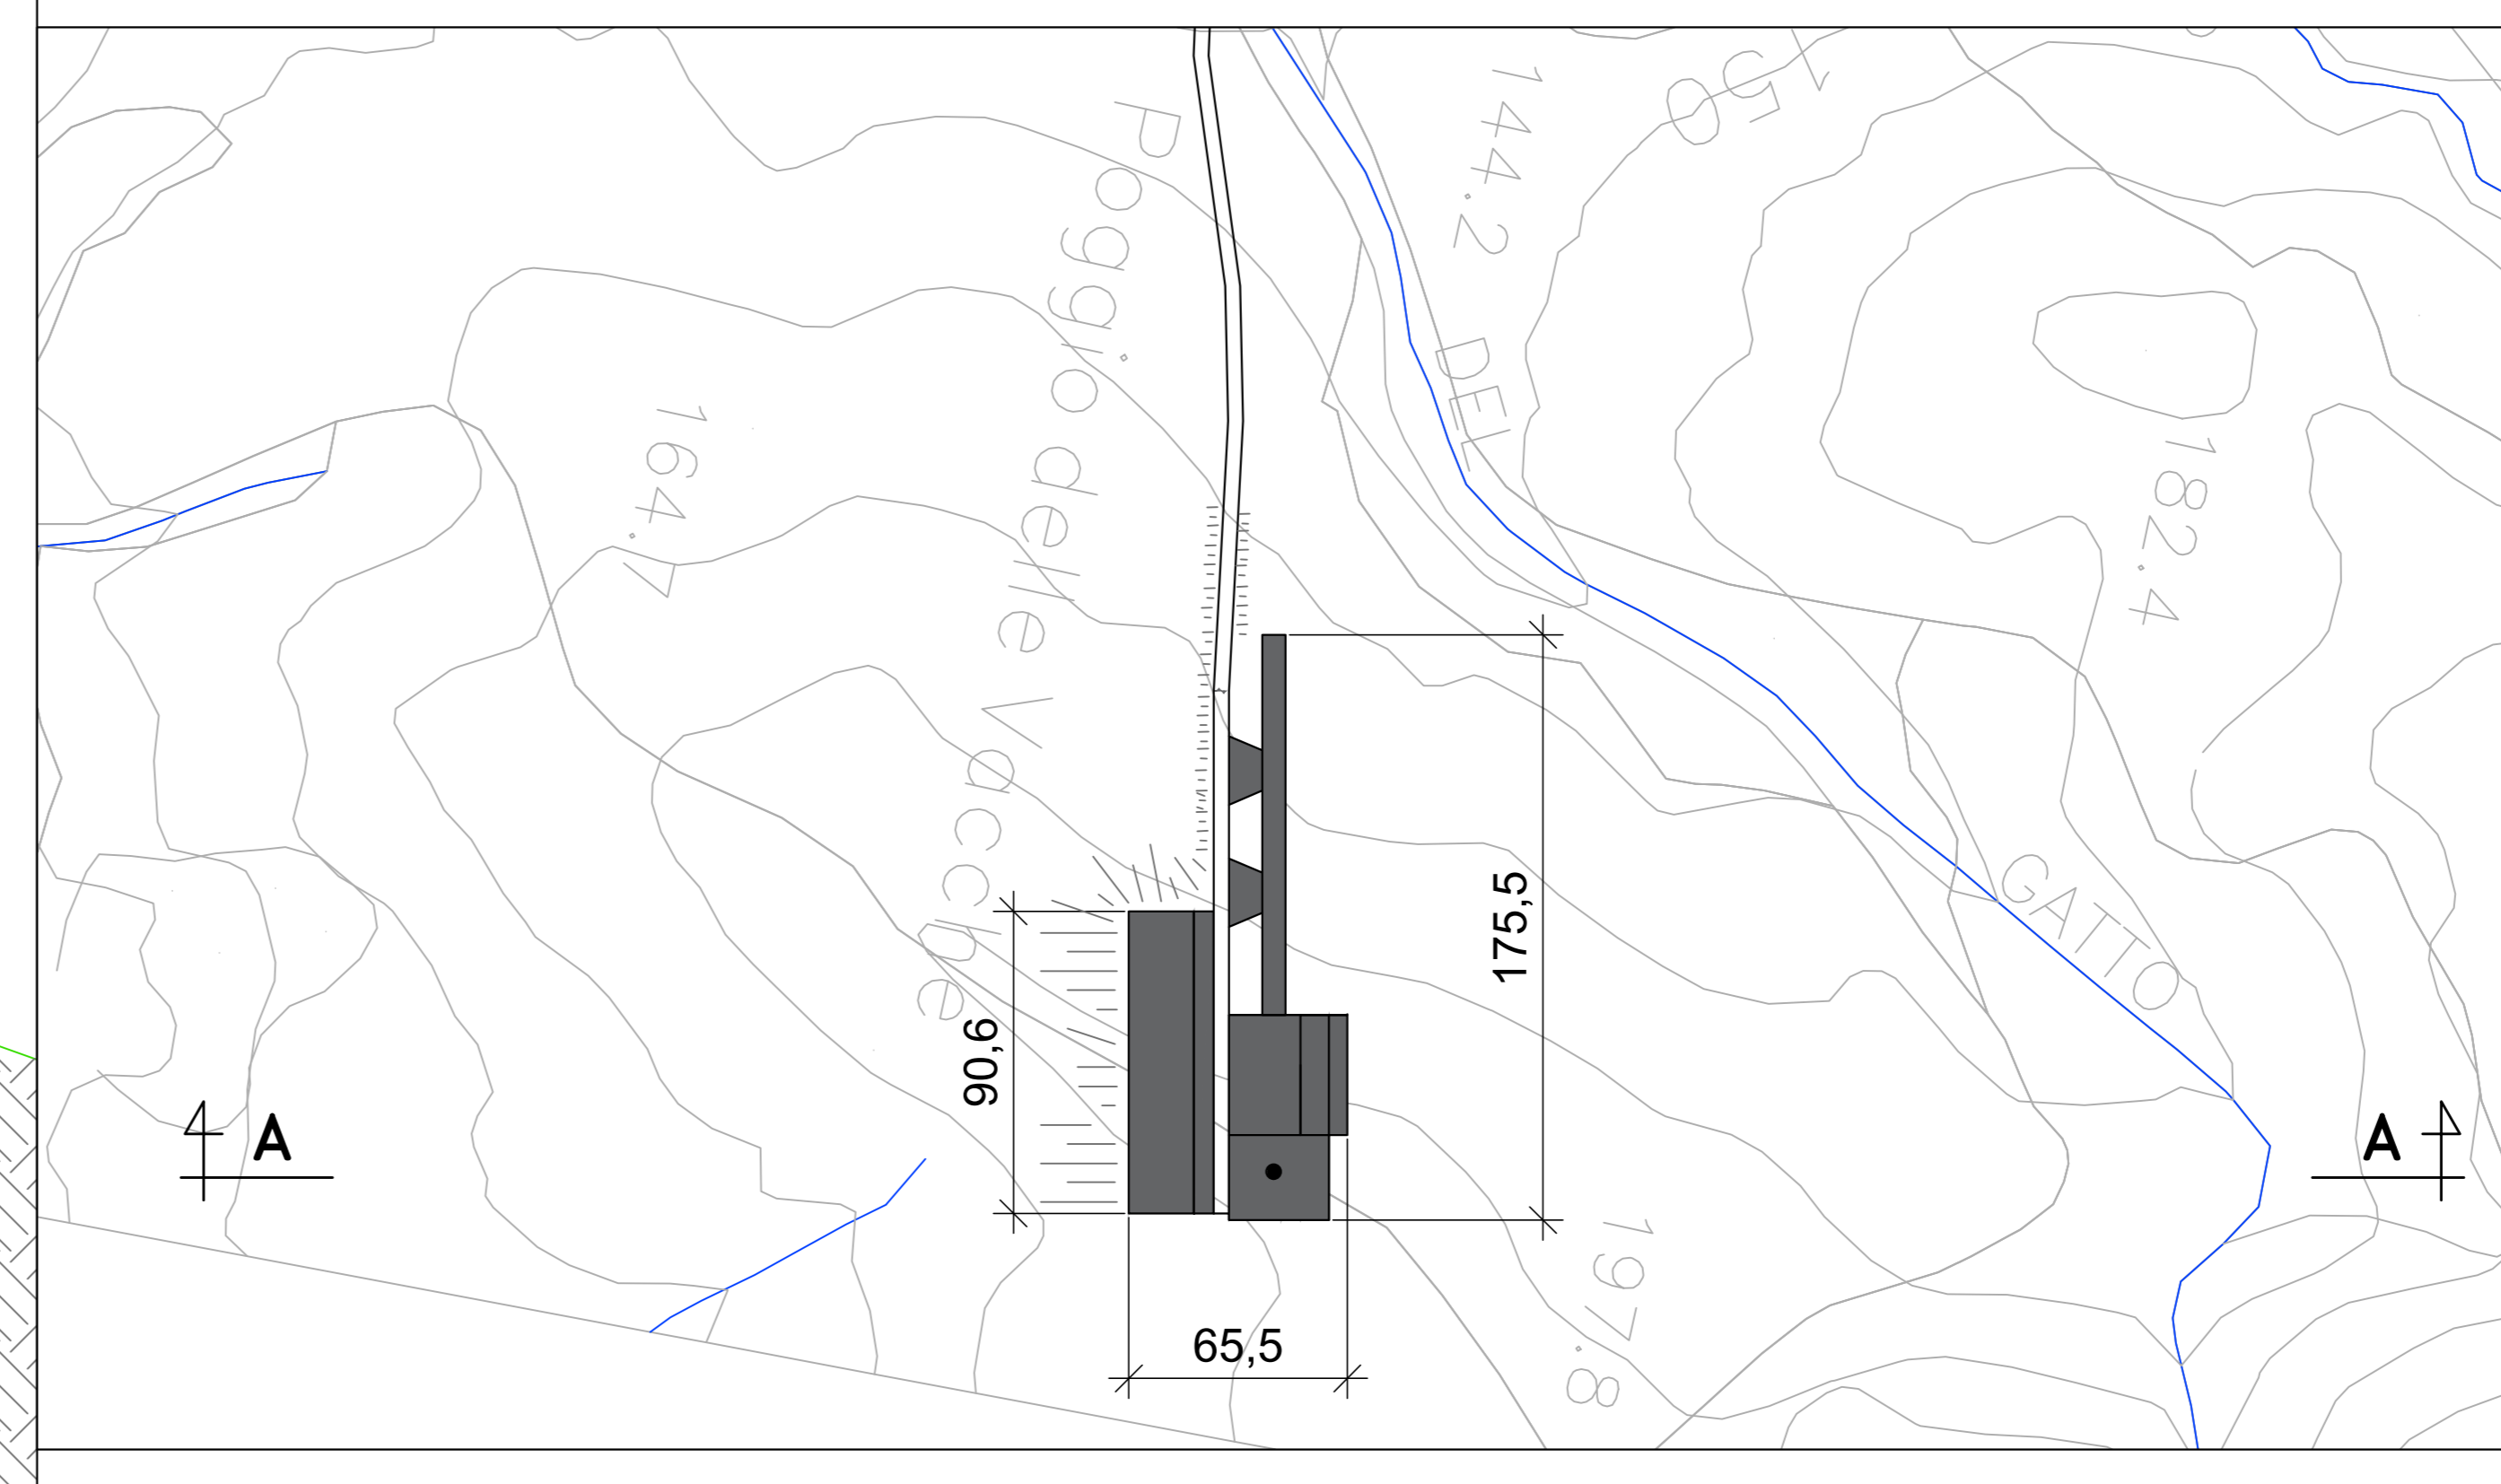 Poggio delle Vacche
164.7
144.2
150
DEL
GATTO
182.4
175,5
90,6
A
A
65,5
197.8